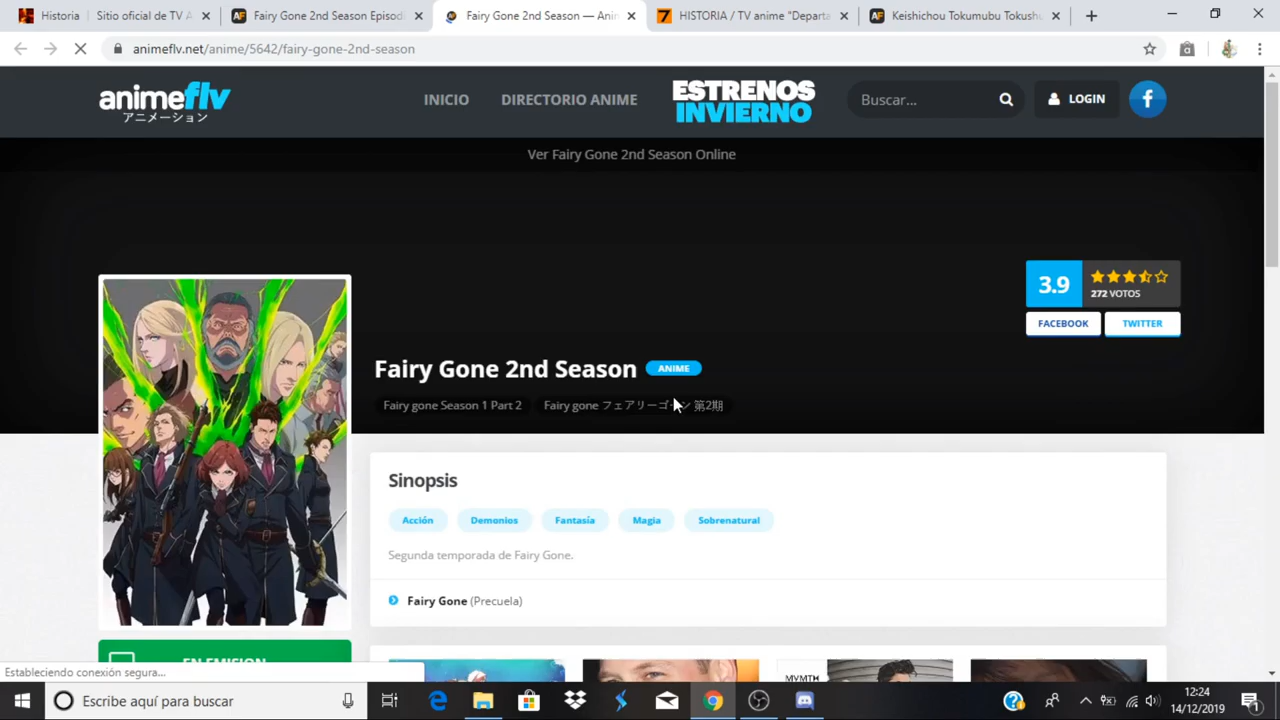 Historia | Sitio oficial de TV A
Fairy Gone 2nd Season Episodi
Fairy Gone 2nd Season — Anim
HISTORIA / TV anime "Departa
Keishichou Tokumubu Tokushu
animeflv.net/anime/5642/fairy-gone-2nd-season
animeflv
アニメーション
INICIO
DIRECTORIO ANIME
ESTRENOS
INVIERNO
Buscar...
LOGIN
Ver Fairy Gone 2nd Season Online
3.9
272 VOTOS
FACEBOOK
TWITTER
Fairy Gone 2nd Season
ANIME
Fairy gone Season 1 Part 2
Fairy gone フェアリーゴーン 第2期
Sinopsis
Acción
Demonios
Fantasía
Magia
Sobrenatural
Segunda temporada de Fairy Gone.
Fairy Gone (Precuela)
EN EMISION
MVMTH
Estableciendo conexión segura...
Escribe aquí para buscar
12:24
14/12/2019